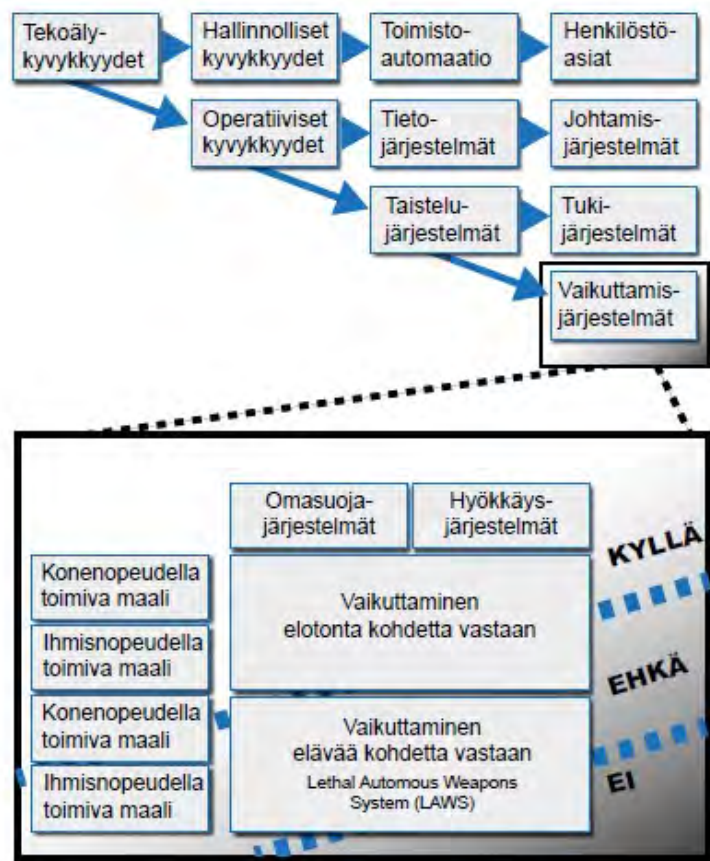 Tekoäly-
kyvykkyydet
Hallinnolliset
kyvykkyydet
Toimisto-
automaatio
Henkilöstö-
asiat
Operatiiviset
kyvykkyydet
Tieto-
järjestelmät
Johtamis-
järjestelmät
Taistelu-
järjestelmät
Tuki-
järjestelmät
Vaikuttamis-
järjestelmät
Omasuoja-
järjestelmät
Hyökkäys-
järjestelmät
KYLLÄ
Konenopeudella
toimiva maali
Ihmisnopeudella
toimiva maali
Vaikuttaminen
elotonta kohdetta vastaan
EHKÄ
Konenopeudella
toimiva maali
Ihmisnopeudella
toimiva maali
Vaikuttaminen
elävää kohdetta vastaan
Lethal Automous Weapons
System (LAWS)
EI